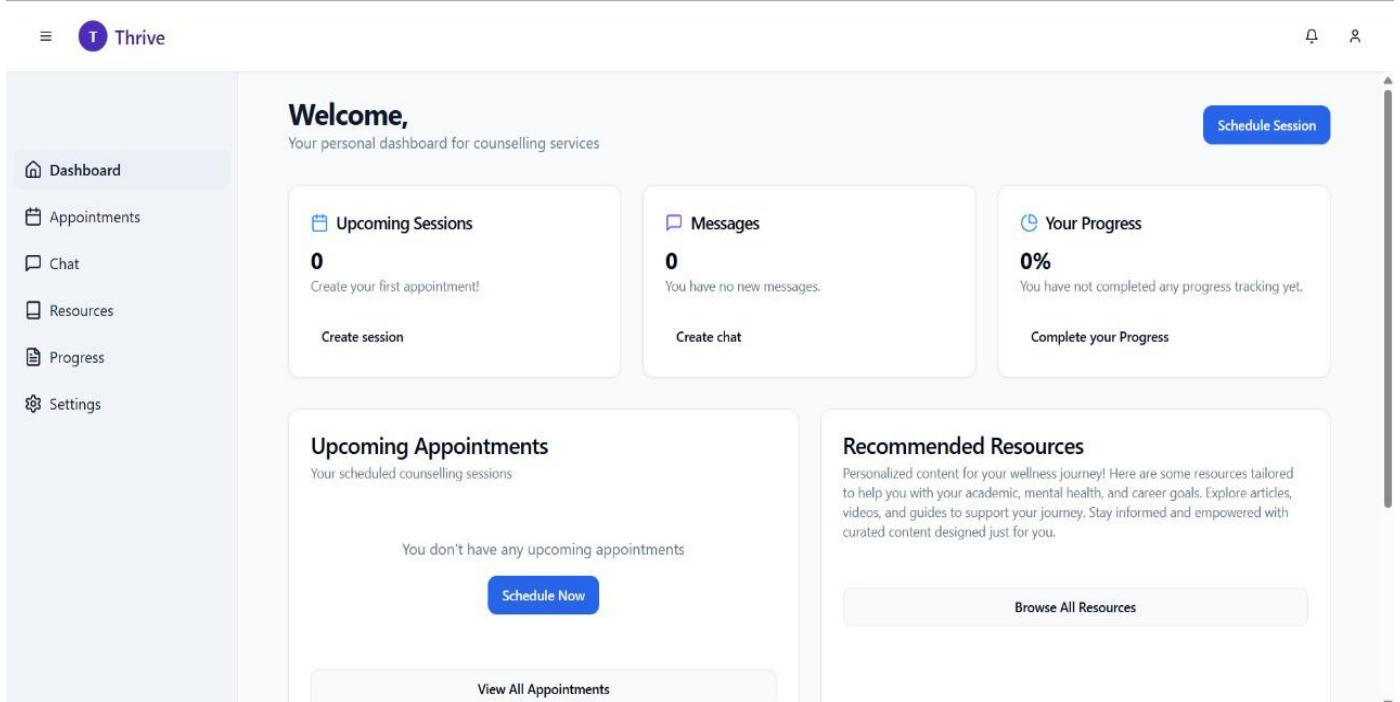 T Thrive
Welcome,
Your personal dashboard for counselling services
Schedule Session
Dashboard
Appointments
Chat
Resources
Progress
Settings
Upcoming Sessions
0
Create your first appointment!
Create session
Messages
0
You have no new messages.
Create chat
Your Progress
0%
You have not completed any progress tracking yet.
Complete your Progress
Upcoming Appointments
Your scheduled counselling sessions
You don't have any upcoming appointments
Schedule Now
View All Appointments
Recommended Resources
Personalized content for your wellness journey! Here are some resources tailored
to help you with your academic, mental health, and career goals. Explore articles,
videos, and guides to support your journey. Stay informed and empowered with
curated content designed just for you.
Browse All Resources